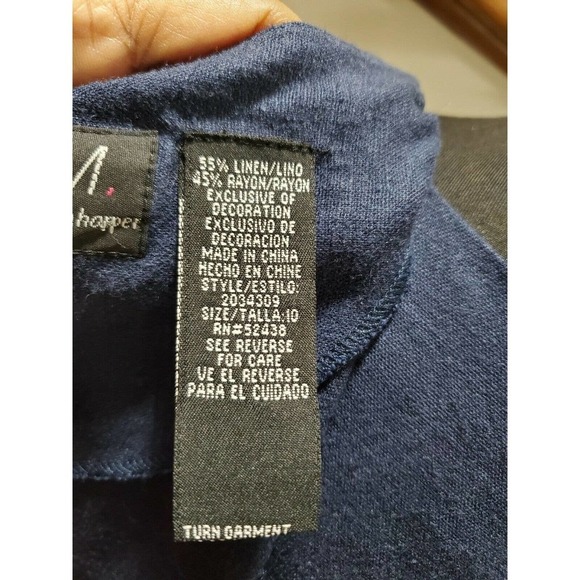 harper
55% LINEN/LINO
45% RAYON/RAYON
EXCLUSIVE OF
DECORATION
EXCLUSIVO DE
DECORACION
MADE IN CHINA
HECHO EN CHINE
STYLE/ESTILO:
2034309
SIZE/TALLA:10
RN#52438
SEE REVERSE
FOR CARE
VE EL REVERSE
PARA EL CUIDADO
TURN GARMENT